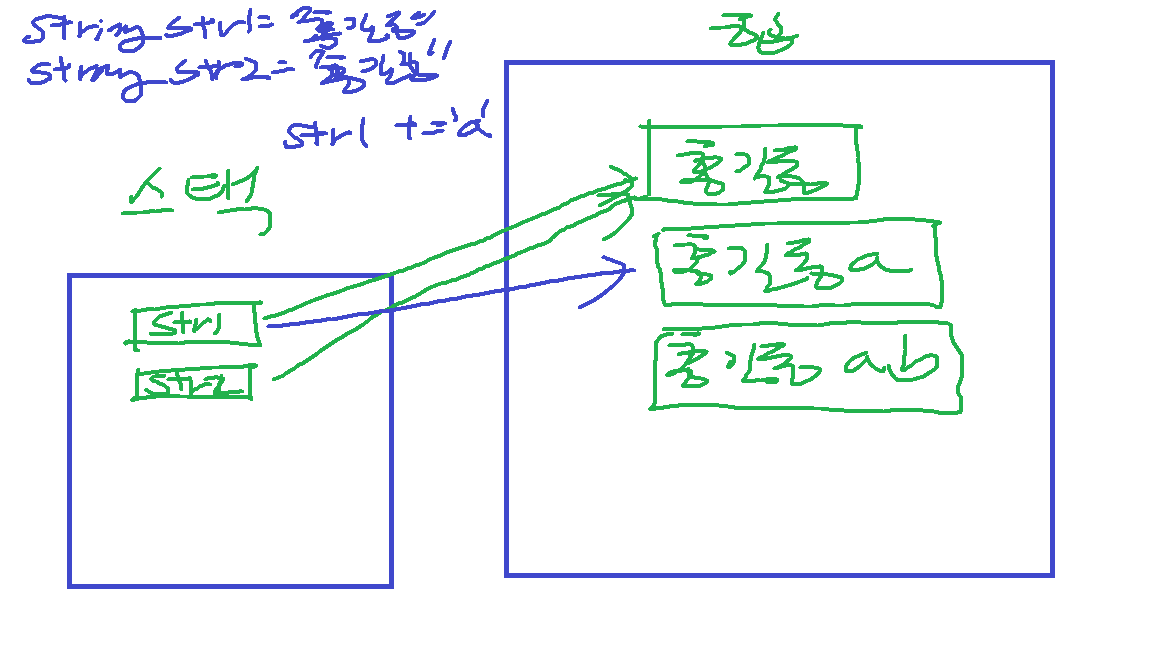 string str1 = "홍길동"
string str2 = "홍길동"
str1 += 'a'
스택
힙
str1
str2
홍길동
홍길동a
홍길동ab